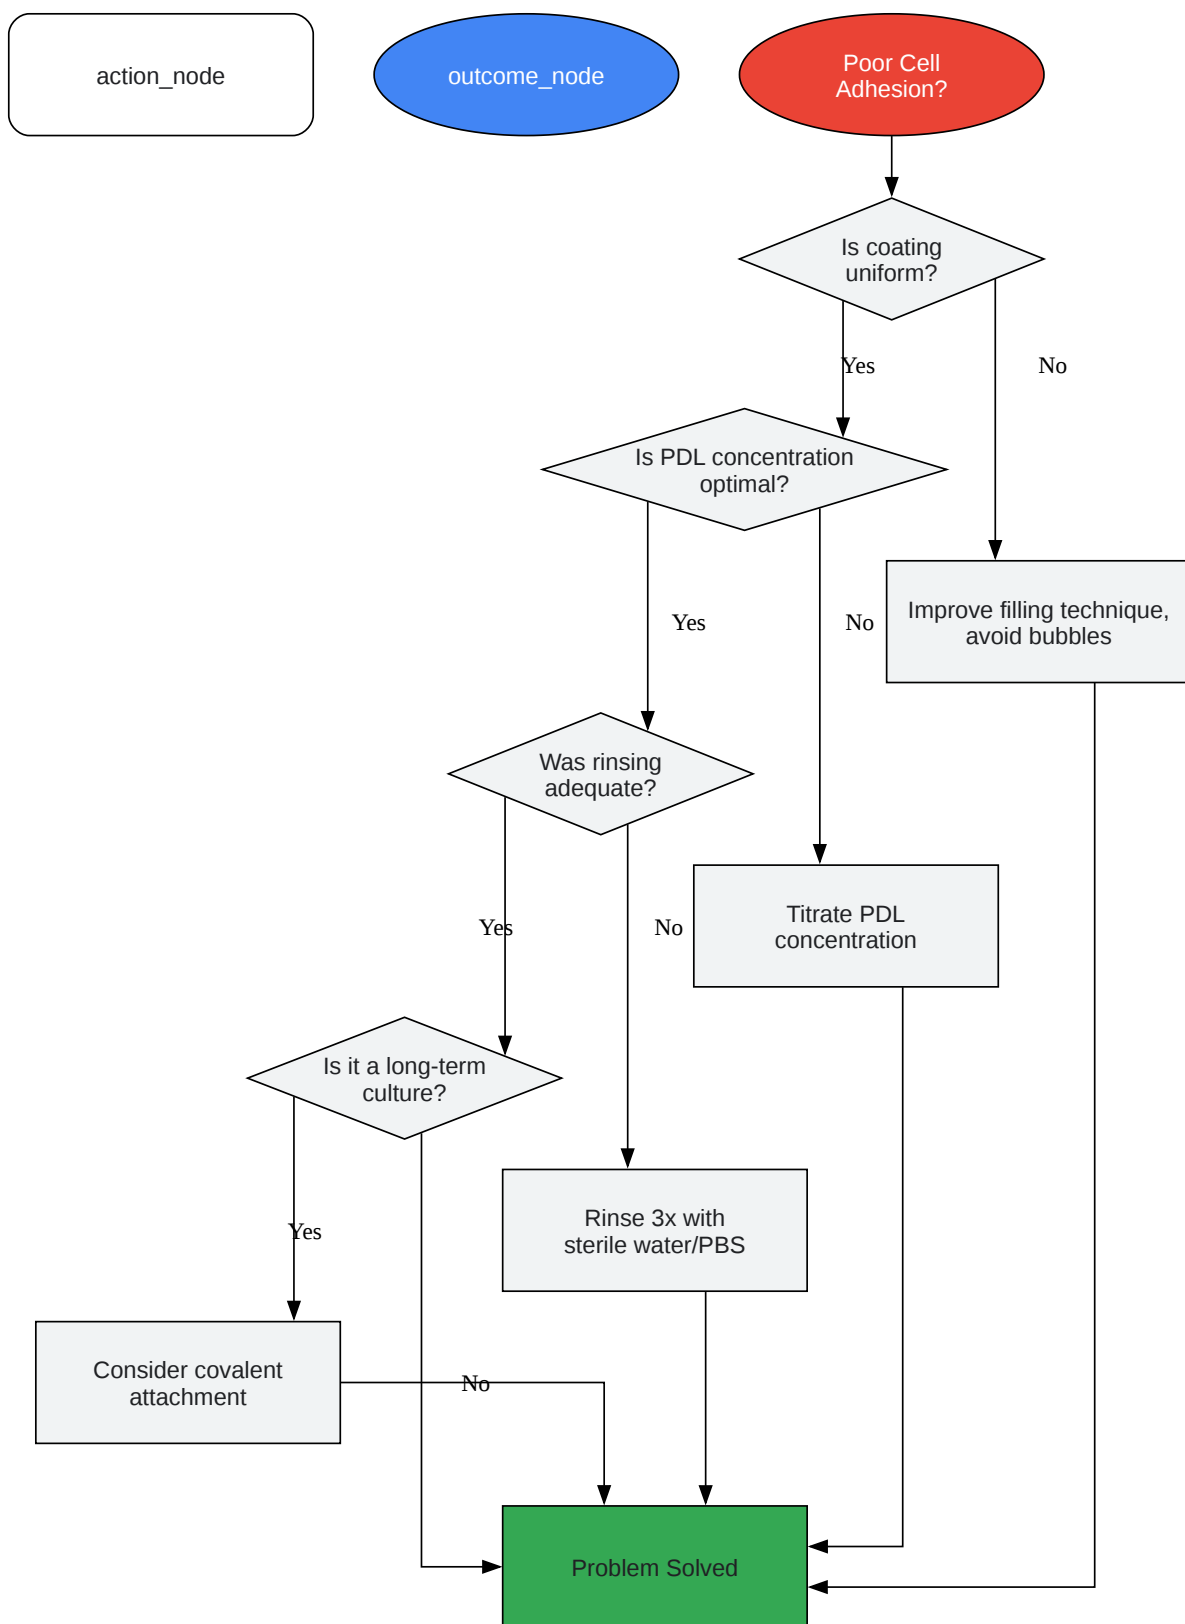 action_node
outcome_node
Poor Cell
Adhesion?
Is coating
uniform?
Yes
No
Is PDL concentration
optimal?
Yes
No
Improve filling technique,
avoid bubbles
Was rinsing
adequate?
Yes
No
Titrate PDL
concentration
Is it a long-term
culture?
Yes
Rinse 3x with
sterile water/PBS
Consider covalent
attachment
No
Problem Solved